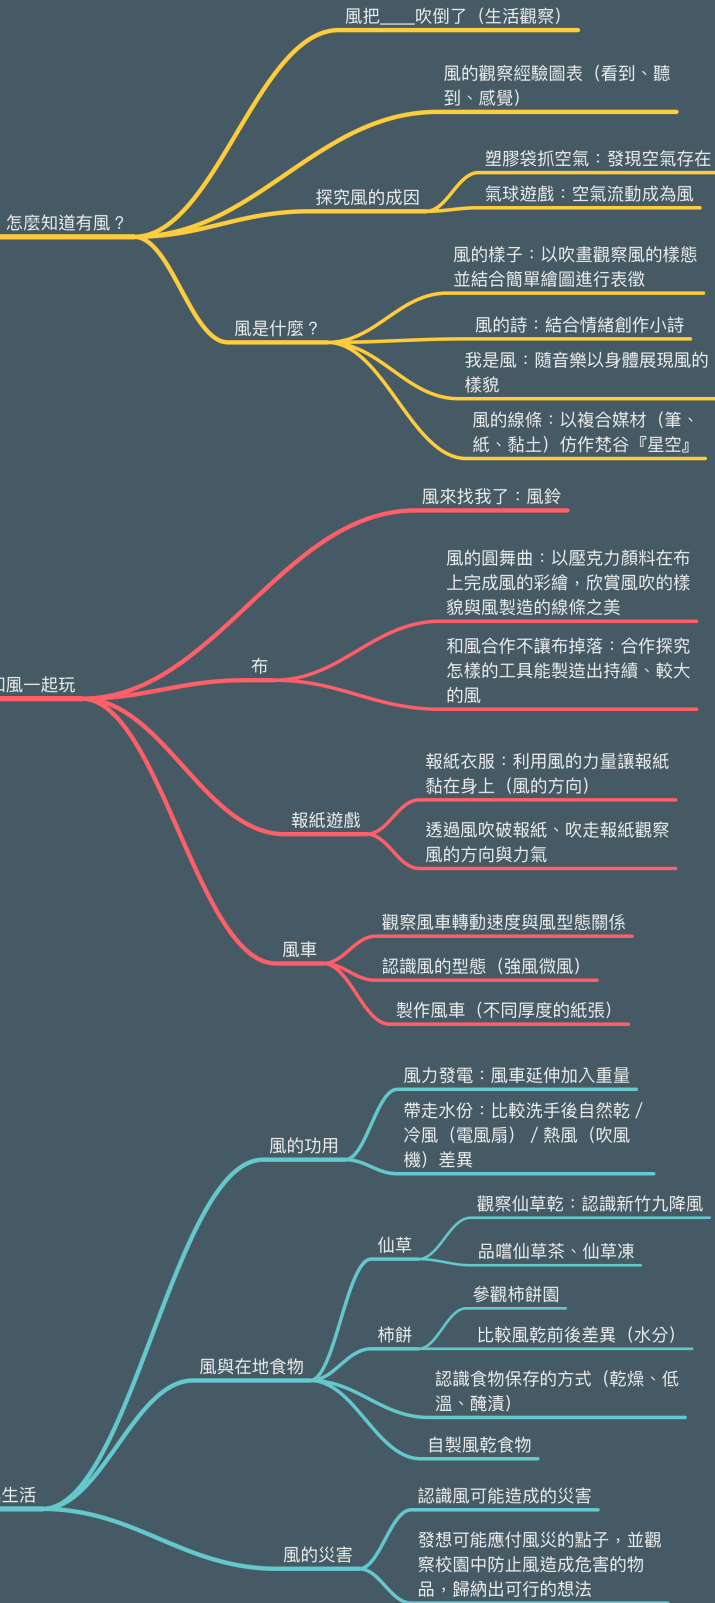 風把____吹倒了（生活觀察）
風的觀察經驗圖表（看到、聽
到、感覺）
塑膠袋抓空氣：發現空氣存在
探究風的成因
氣球遊戲：空氣流動成為風
怎麼知道有風？
風的樣子：以吹畫觀察風的樣態
並結合簡單繪圖進行表徵
風是什麼？
風的詩：結合情緒創作小詩
我是風：隨音樂以身體展現風的
樣貌
風的線條：以複合媒材（筆、
紙、黏土）仿作梵谷『星空』
風來找我了：風鈴
風的圓舞曲：以壓克力顏料在布
上完成風的彩繪，欣賞風吹的樣
貌與風製造的線條之美
布
和風合作不讓布掉落：合作探究
怎樣的工具能製造出持續、較大
的風
和風一起玩
報紙衣服：利用風的力量讓報紙
黏在身上（風的方向）
報紙遊戲
透過風吹破報紙、吹走報紙觀察
風的方向與力氣
觀察風車轉動速度與風型態關係
風車
認識風的型態（強風微風）
製作風車（不同厚度的紙張）
風力發電：風車延伸加入重量
帶走水份：比較洗手後自然乾 /
冷風（電風扇） / 熱風（吹風
機）差異
風的功用
觀察仙草乾：認識新竹九降風
仙草
品嚐仙草茶、仙草凍
參觀柿餅園
柿餅
比較風乾前後差異（水分）
風與在地食物
認識食物保存的方式（乾燥、低
溫、醃漬）
自製風乾食物
生活
認識風可能造成的災害
風的災害
發想可能應付風災的點子，並觀
察校園中防止風造成危害的物
品，歸納出可行的想法